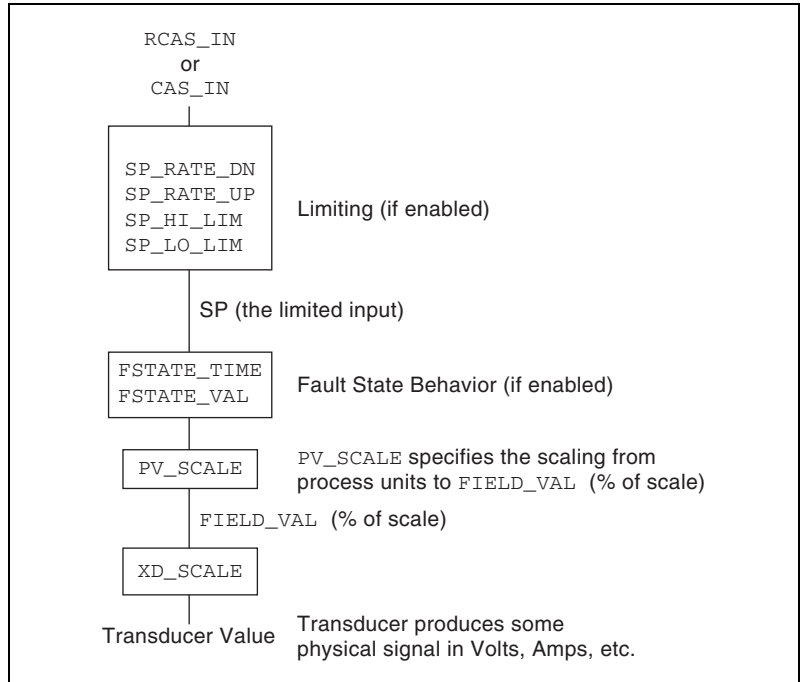 RCAS_IN
or
CAS_IN
SP_RATE_DN
SP_RATE_UP
SP_HI_LIM
SP_LO_LIM
Limiting (if enabled)
SP (the limited input)
FSTATE_TIME
FSTATE_VAL
Fault State Behavior (if enabled)
PV_SCALE
PV_SCALE specifies the scaling from
process units to FIELD_VAL (% of scale)
FIELD_VAL (% of scale)
XD_SCALE
Transducer Value
Transducer produces some
physical signal in Volts, Amps, etc.